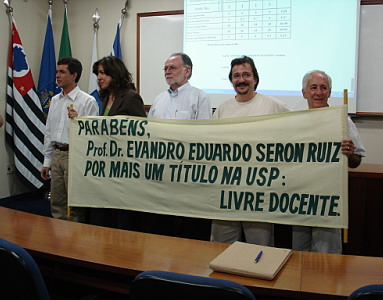 PARABENS,
Prof. Dr. EVANDRO EDUARDO SERON RUIZ
POR MAIS UM TÍTULO NA USP:
LIVRE DOCENTE.